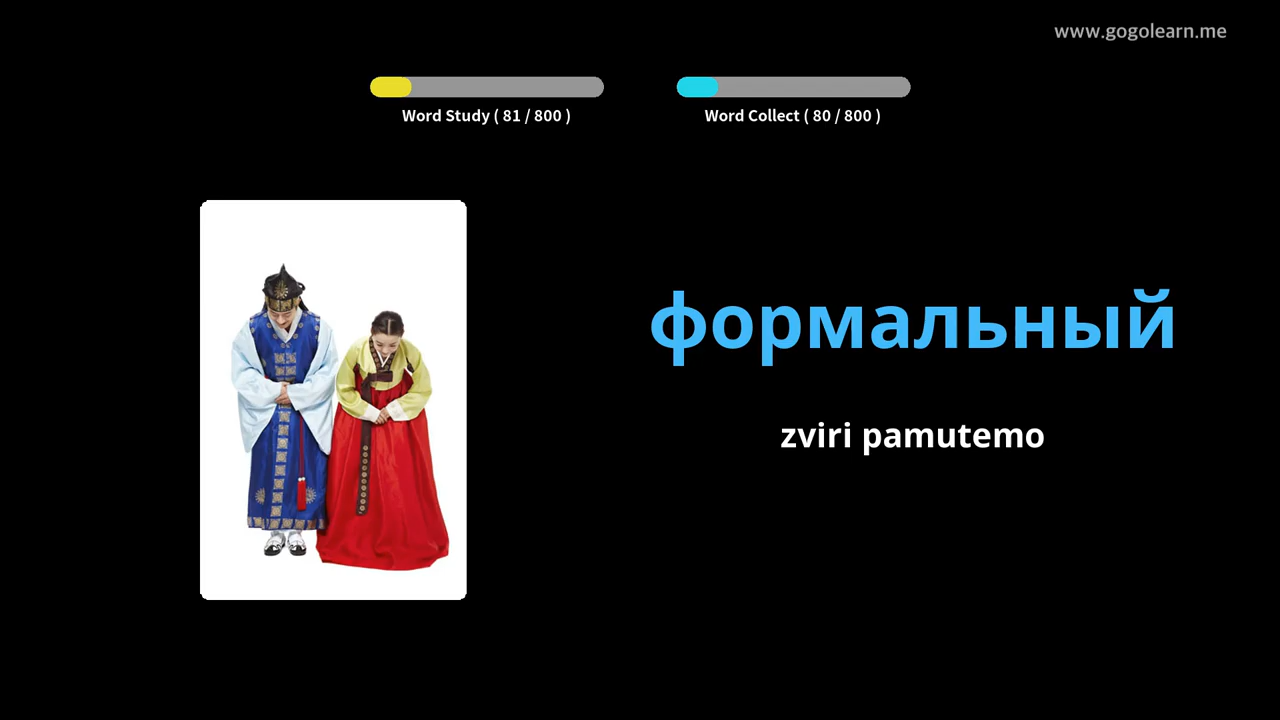 www.gogolearn.me
Word Study ( 81 / 800 )
Word Collect ( 80 / 800 )
формальный
zviri pamutemo